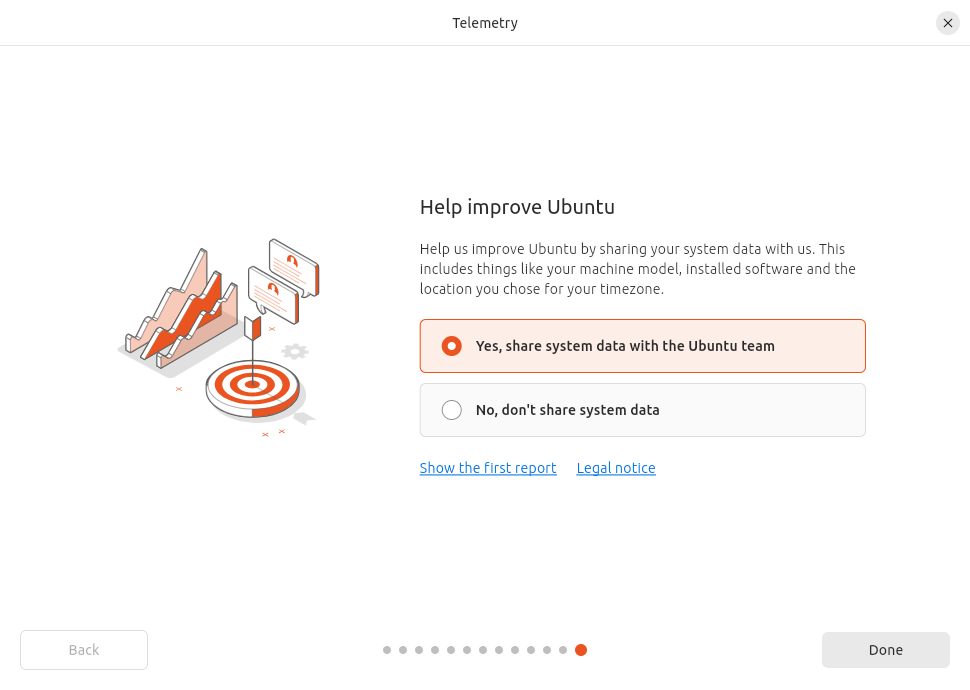 Telemetry
Help improve Ubuntu
Help us improve Ubuntu by sharing your system data with us. This
includes things like your machine model, installed software and the
location you chose for your timezone.
Yes, share system data with the Ubuntu team
No, don't share system data
Show the first report Legal notice
Back
Done